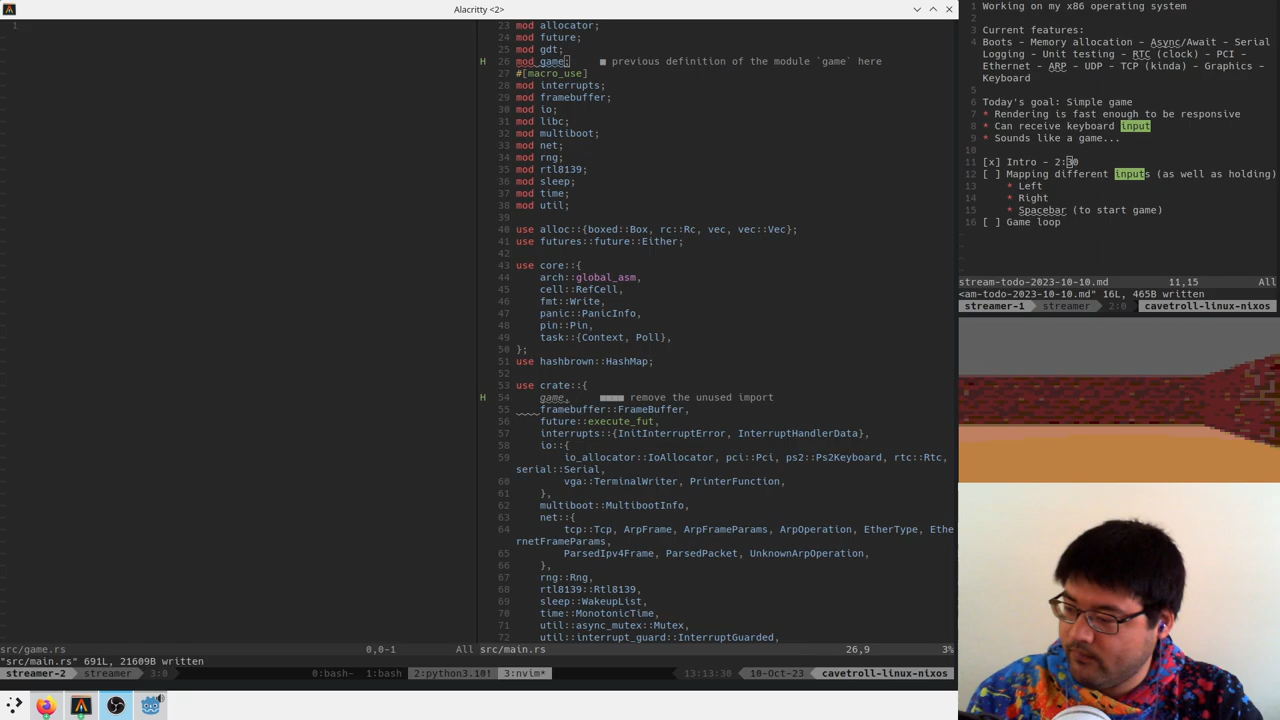 Alacritty <2>
1
23 mod allocator;
24 mod future;
25 mod gdt;
H 26 mod game; ■ previous definition of the module `game` here
27 #[macro_use]
28 mod interrupts;
29 mod framebuffer;
30 mod io;
31 mod libc;
32 mod multiboot;
33 mod net;
34 mod rng;
35 mod rtl8139;
36 mod sleep;
37 mod time;
38 mod util;
39
40 use alloc::{boxed::Box, rc::Rc, vec, vec::Vec};
41 use futures::future::Either;
42
43 use core::{
44 arch::global_asm,
45 cell::RefCell,
46 fmt::Write,
47 panic::PanicInfo,
48 pin::Pin,
49 task::{Context, Poll},
50 };
51 use hashbrown::HashMap;
52
53 use crate::{
H 54 game, ■■■■ remove the unused import
55 framebuffer::FrameBuffer,
56 future::execute_fut,
57 interrupts::{InitInterruptError, InterruptHandlerData},
58 io::{
59 io_allocator::IoAllocator, pci::Pci, ps2::Ps2Keyboard, rtc::Rtc,
serial::Serial,
60 vga::TerminalWriter, PrinterFunction,
61 },
62 multiboot::MultibootInfo,
63 net::{
64 tcp::Tcp, ArpFrame, ArpFrameParams, ArpOperation, EtherType, Ethe
rnetFrameParams,
65 ParsedIpv4Frame, ParsedPacket, UnknownArpOperation,
66 },
67 rng::Rng,
68 rtl8139::Rtl8139,
69 sleep::WakeupList,
70 time::MonotonicTime,
71 util::async_mutex::Mutex,
72 util::interrupt_guard::InterruptGuarded,
src/game.rs 0,0-1 All src/main.rs 26,9 3%
"src/main.rs" 691L, 21609B written
streamer-2 streamer 3:0 0:bash- 1:bash 2:python3.10! 3:nvim* 13:13:30 10-Oct-23 cavetroll-linux-nixos
1 Working on my x86 operating system
2
3 Current features:
4 Boots - Memory allocation - Async/Await - Serial
Logging - Unit testing - RTC (clock) - PCI -
Ethernet - ARP - UDP - TCP (kinda) - Graphics -
Keyboard
5
6 Today's goal: Simple game
7 * Rendering is fast enough to be responsive
8 * Can receive keyboard input
9 * Sounds like a game...
10
11 [x] Intro - 2:30
12 [ ] Mapping different inputs (as well as holding)
13 * Left
14 * Right
15 * Spacebar (to start game)
16 [ ] Game loop
stream-todo-2023-10-10.md 11,15 All
<am-todo-2023-10-10.md" 16L, 465B written
streamer-1 streamer 2:0 cavetroll-linux-nixos